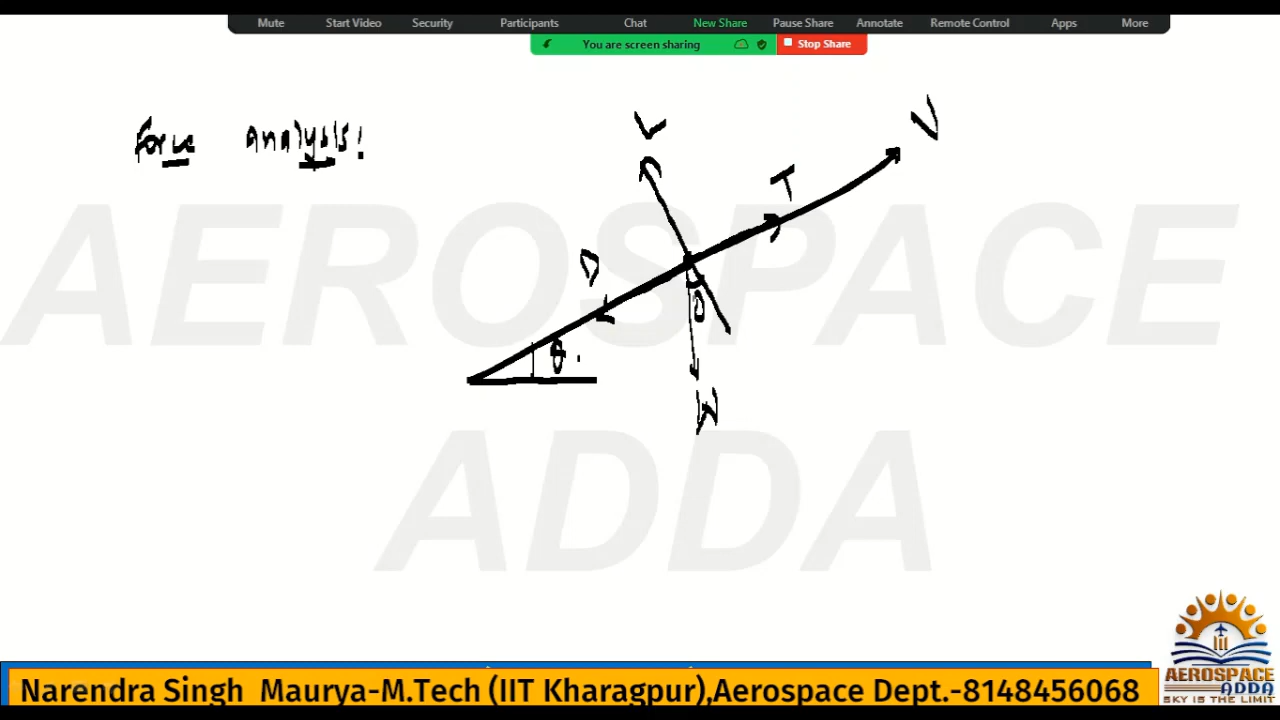 Mute Start Video Security Participants Chat New Share Pause Share Annotate Remote Control Apps More
You are screen sharing Stop Share
Force analysis!
L
V
T
D
θ
θ
W
AEROSPACE
ADDA
Narendra Singh Maurya-M.Tech (IIT Kharagpur),Aerospace Dept.-8148456068
AEROSPACE
ADDA
SKY IS THE LIMIT